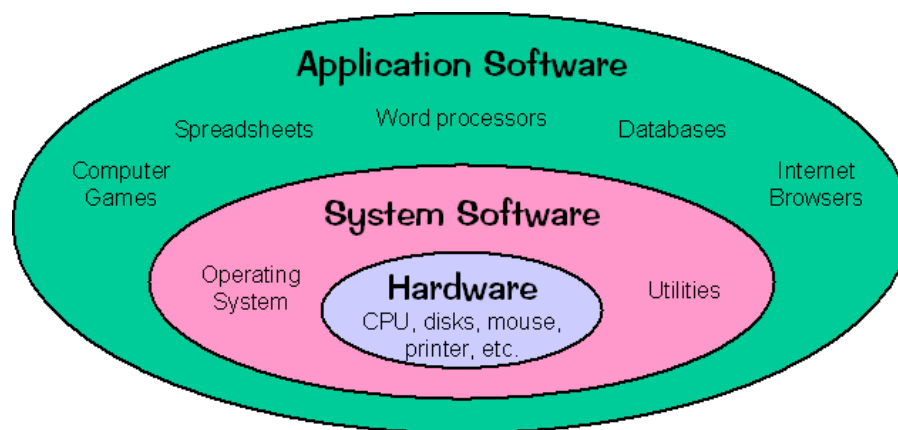 Application Software
Word processors
Spreadsheets
Databases
Computer
Games
Internet
Browsers
System Software
Operating
System
Utilities
Hardware
CPU, disks, mouse,
printer, etc.